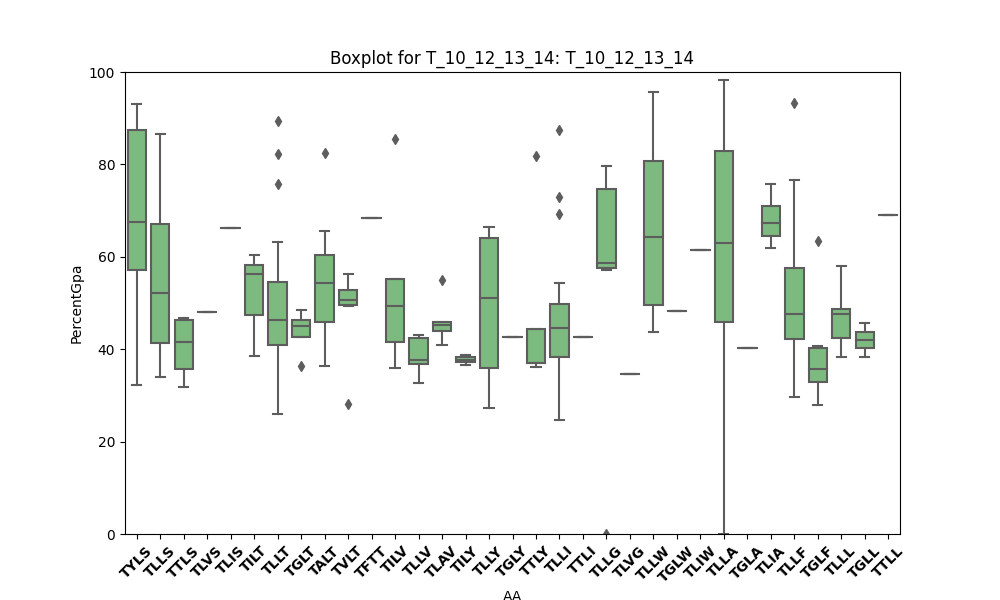 Boxplot for T_10_12_13_14: T_10_12_13_14
100
80
60
40
20
0
PercentGpa
TYLS TLLS TTLS TLVS TLIS TILT TLLT TGLT TALT TVLT TFTT TILV TLLV TLAV TILY TLLY TGLY TTLY TLLI TTLI TLLG TLVG TLLW TGLW TLIW TLLA TGLA TLIA TLLF TGLF TLLL TGLL TTLL
AA